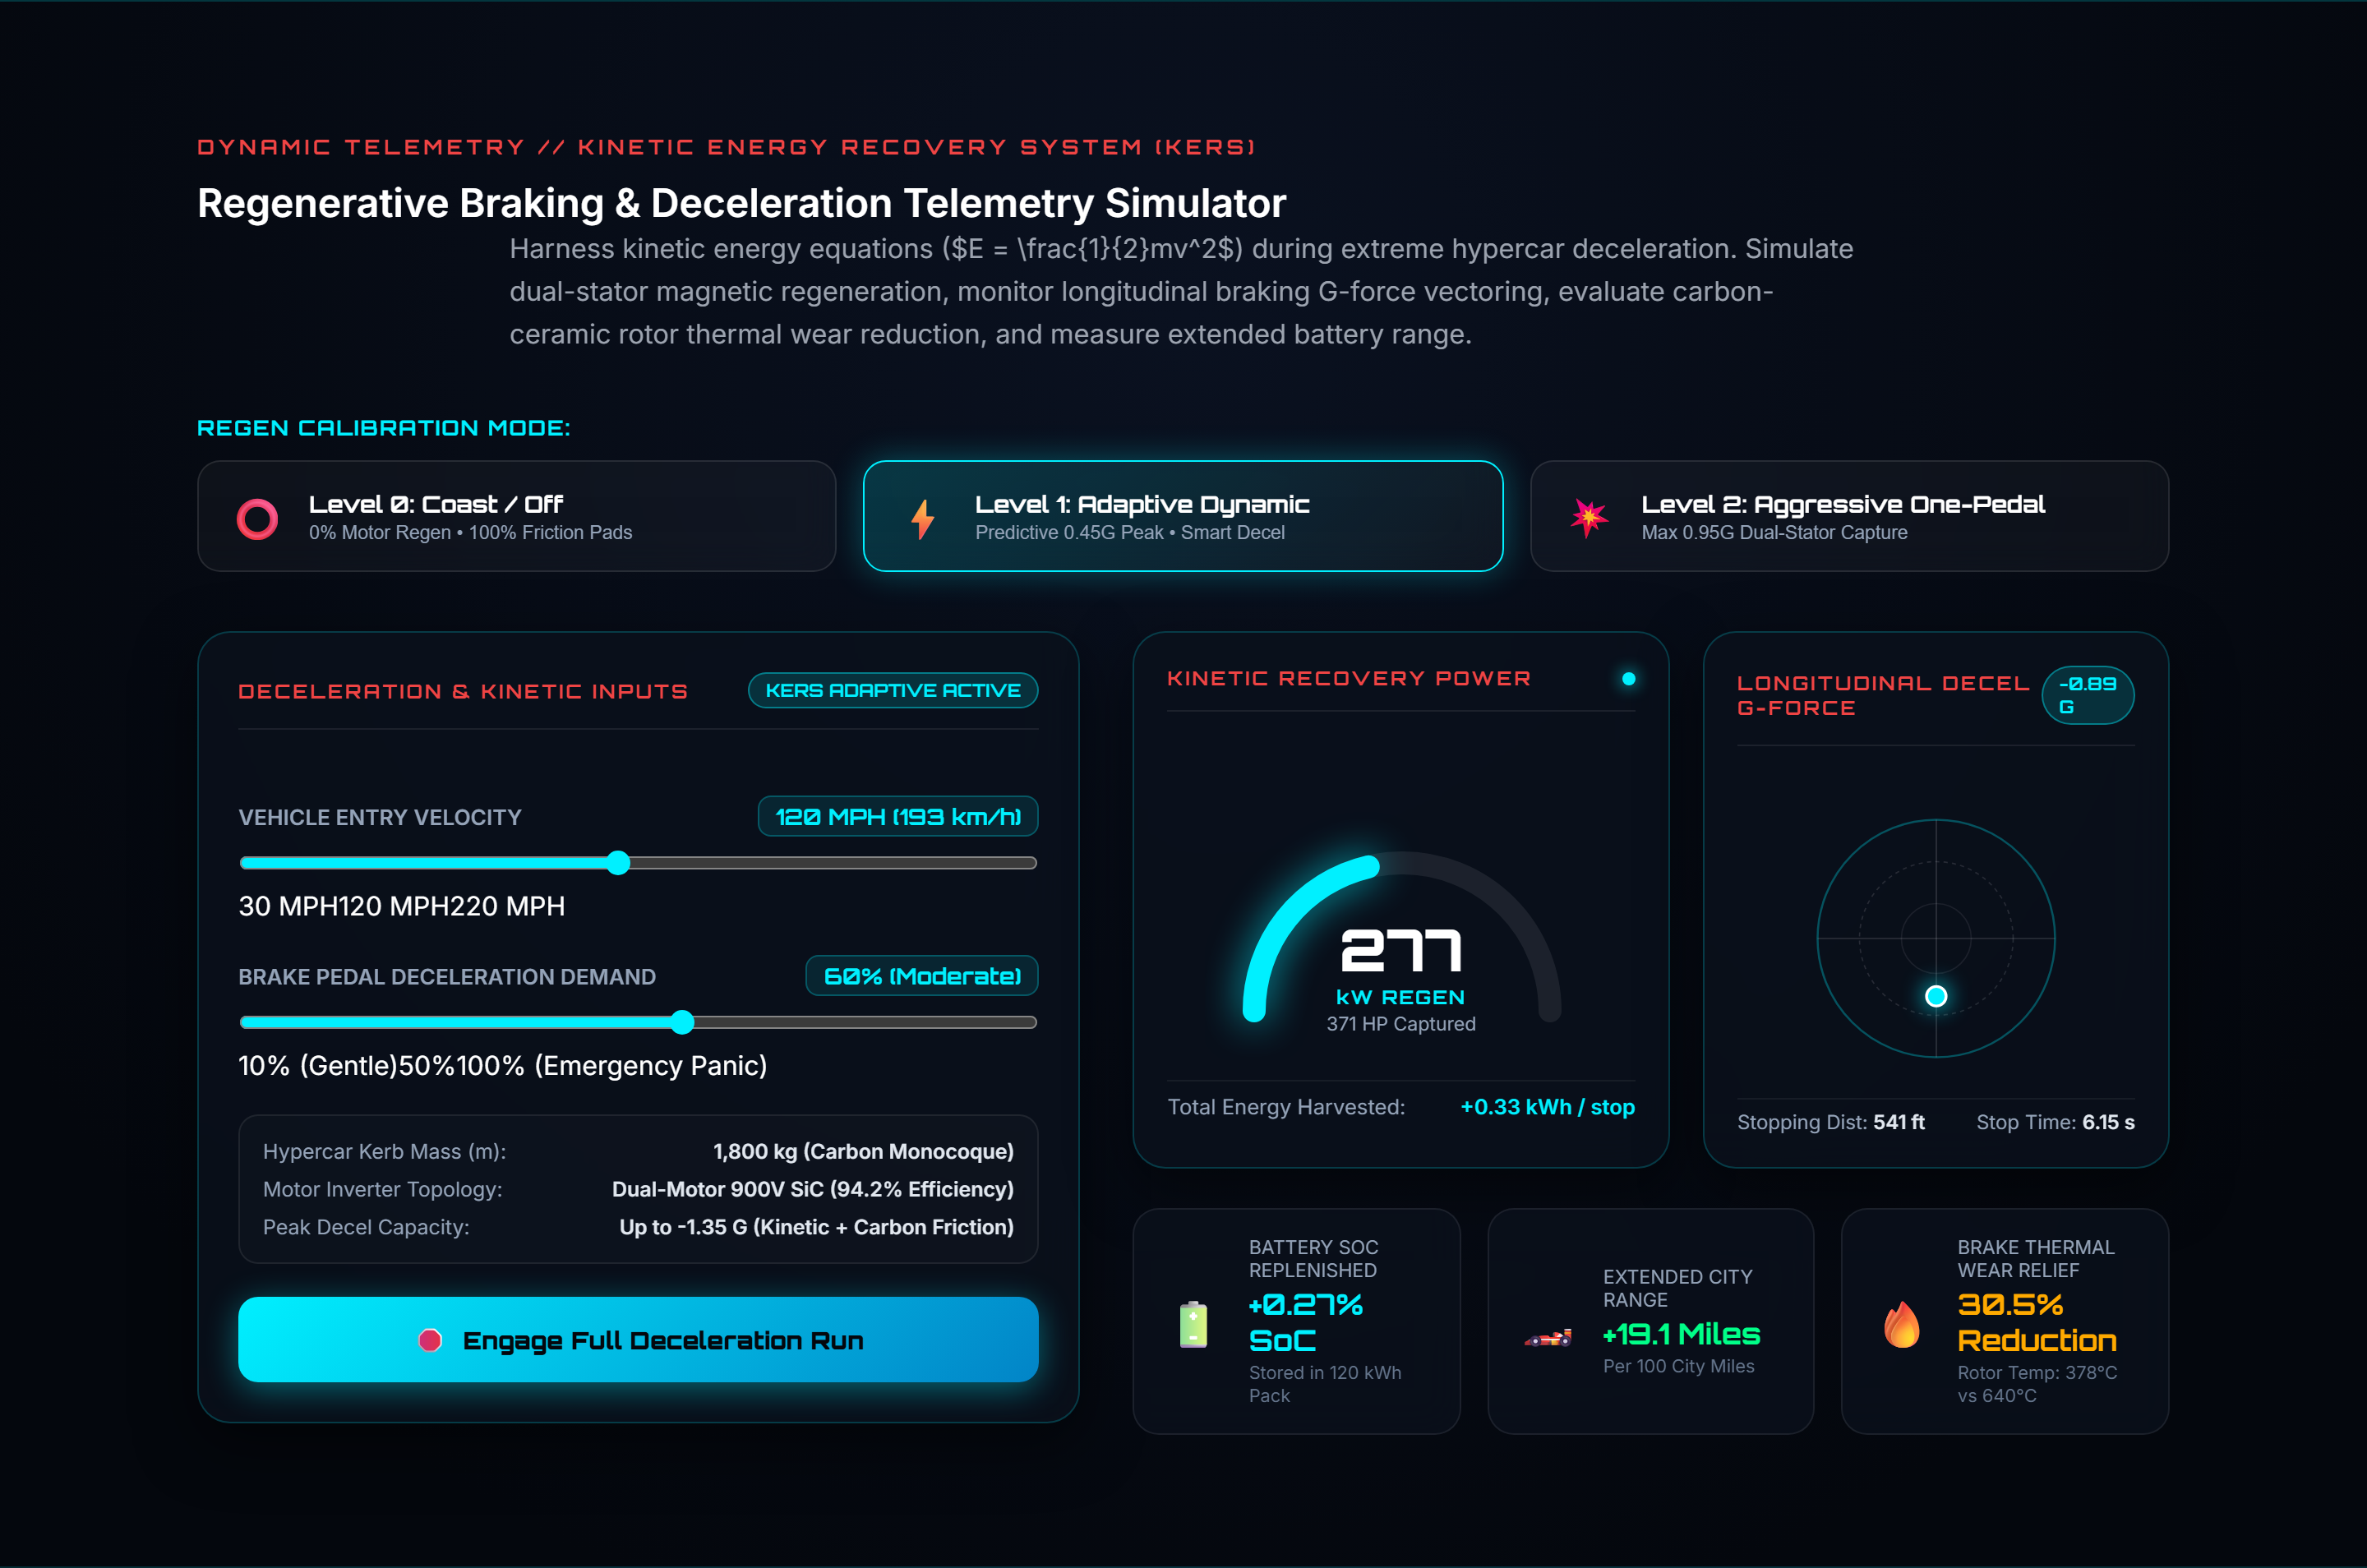 DYNAMIC TELEMETRY // KINETIC ENERGY RECOVERY SYSTEM (KERS)
Regenerative Braking & Deceleration Telemetry Simulator
Harness kinetic energy equations ($E = \frac{1}{2}mv^2$) during extreme hypercar deceleration. Simulate
dual-stator magnetic regeneration, monitor longitudinal braking G-force vectoring, evaluate carbon-
ceramic rotor thermal wear reduction, and measure extended battery range.
REGEN CALIBRATION MODE:
Level 0: Coast / Off
0% Motor Regen • 100% Friction Pads
Level 1: Adaptive Dynamic
Predictive 0.45G Peak • Smart Decel
Level 2: Aggressive One-Pedal
Max 0.95G Dual-Stator Capture
DECELERATION & KINETIC INPUTS
KERS ADAPTIVE ACTIVE
VEHICLE ENTRY VELOCITY
120 MPH (193 km/h)
30 MPH120 MPH220 MPH
BRAKE PEDAL DECELERATION DEMAND
60% (Moderate)
10% (Gentle)50%100% (Emergency Panic)
Hypercar Kerb Mass (m):
1,800 kg (Carbon Monocoque)
Motor Inverter Topology:
Dual-Motor 900V SiC (94.2% Efficiency)
Peak Decel Capacity:
Up to -1.35 G (Kinetic + Carbon Friction)
Engage Full Deceleration Run
KINETIC RECOVERY POWER
277
kW REGEN
371 HP Captured
Total Energy Harvested:
+0.33 kWh / stop
LONGITUDINAL DECEL
G-FORCE
-0.89
G
Stopping Dist: 541 ft
Stop Time: 6.15 s
BATTERY SOC
REPLENISHED
+0.27%
SoC
Stored in 120 kWh
Pack
EXTENDED CITY
RANGE
+19.1 Miles
Per 100 City Miles
BRAKE THERMAL
WEAR RELIEF
30.5%
Reduction
Rotor Temp: 378°C
vs 640°C